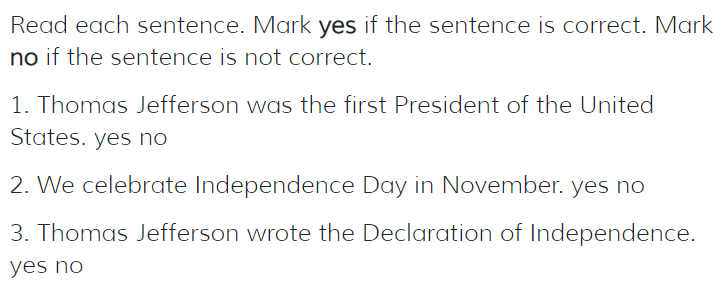 Read each sentence. Mark yes if the sentence is correct. Mark
no if the sentence is not correct.
1. Thomas Jefferson was the first President of the United
States. yes no
2. We celebrate Independence Day in November. yes no
3. Thomas Jefferson wrote the Declaration of Independence.
yes no